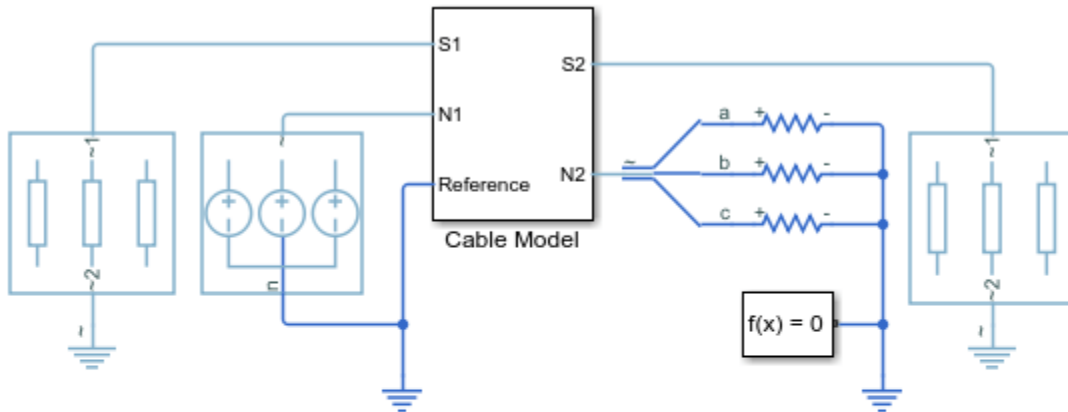 S1
S2
N1
a + -
~1
~
~1
~
b + -
N2
Reference
c + -
Cable Model
~2
n
~2
f(x) = 0
~
~